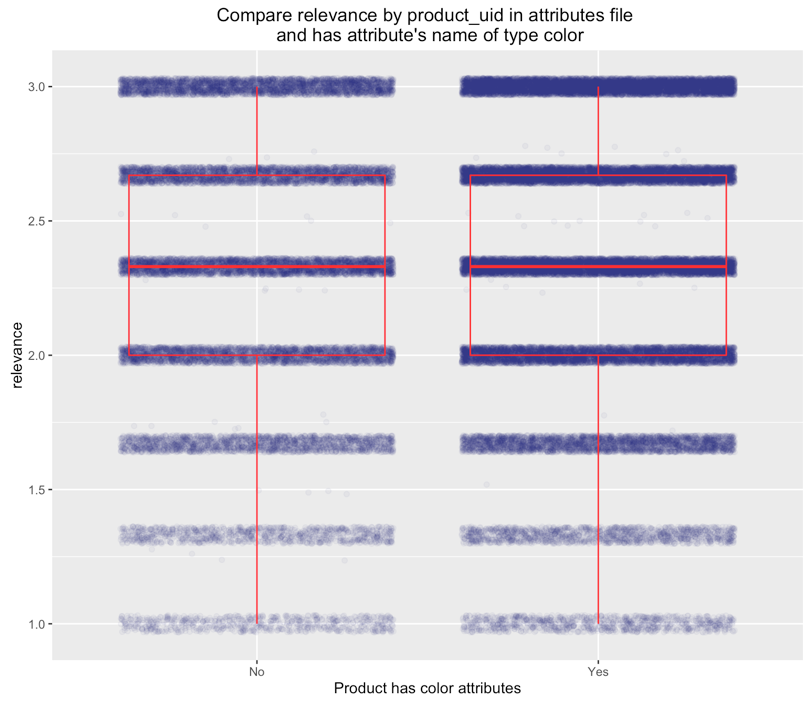 Compare relevance by product_uid in attributes file
and has attribute's name of type color
3.0
2.5
2.0
1.5
1.0
relevance
No
Yes
Product has color attributes